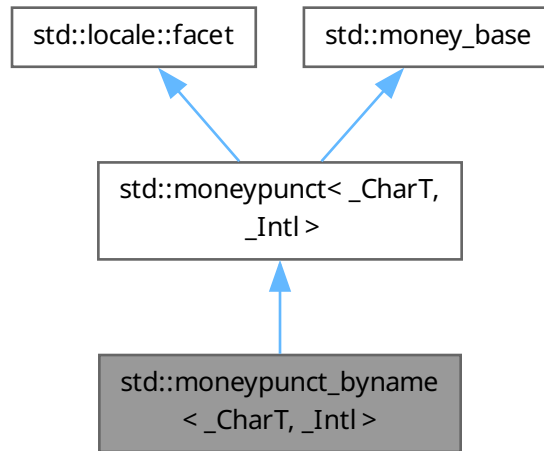 std::locale::facet
std::money_base
std::moneypunct< _CharT,
_Intl >
std::moneypunct_byname
< _CharT, _Intl >